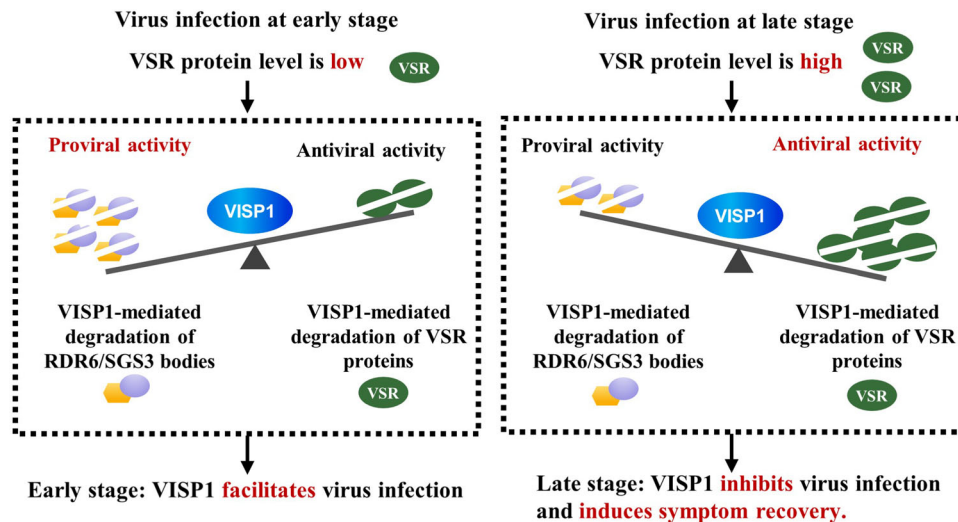 Virus infection at early stage
VSR protein level is low
VSR
Proviral activity
Antiviral activity
VISP1
VISP1-mediated
degradation of
RDR6/SGS3 bodies
VISP1-mediated
degradation of VSR
proteins
VSR
Early stage: VISP1 facilitates virus infection
Virus infection at late stage
VSR protein level is high
VSR
VSR
Proviral activity
Antiviral activity
VISP1
VISP1-mediated
degradation of
RDR6/SGS3 bodies
VISP1-mediated
degradation of VSR
proteins
VSR
Late stage: VISP1 inhibits virus infection
and induces symptom recovery.